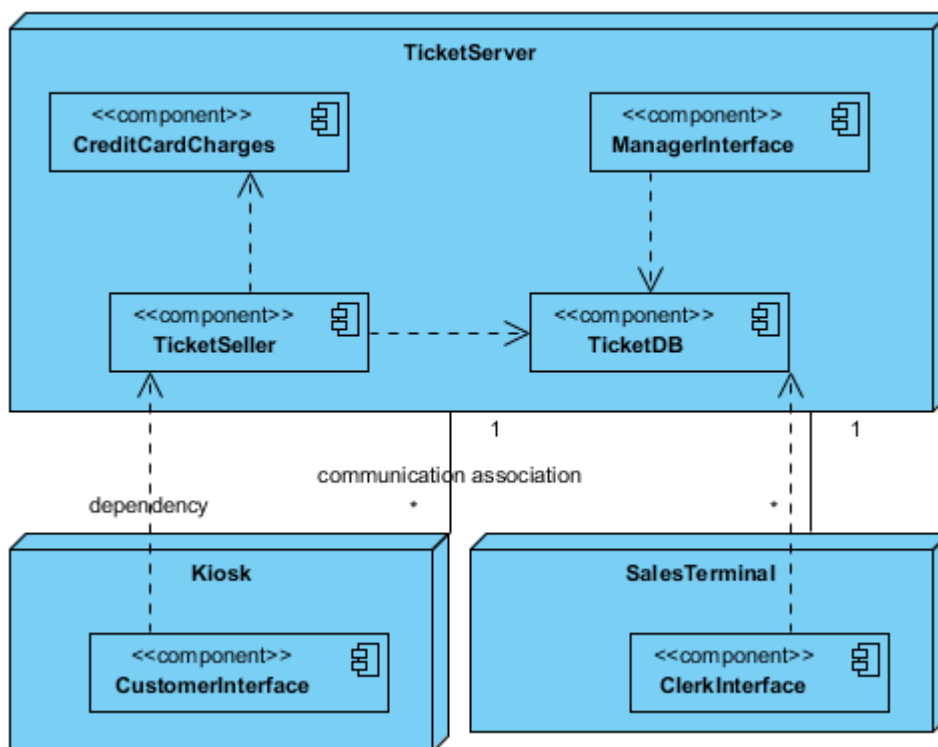 TicketServer
<<component>>
CreditCardCharges
<<component>>
ManagerInterface
<<component>>
TicketSeller
<<component>>
TicketDB
1
1
communication association
dependency
*
*
Kiosk
SalesTerminal
<<component>>
CustomerInterface
<<component>>
ClerkInterface